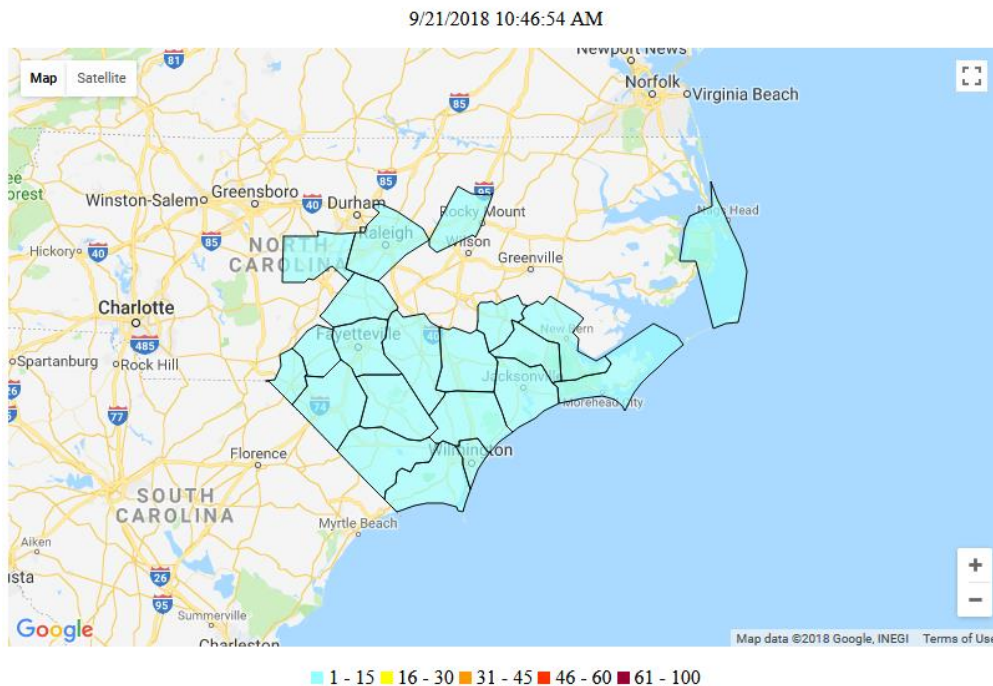 9/21/2018 10:46:54 AM
Map Satellite
81
Newport News
Norfolk
Virginia Beach
85
85
95
Greensboro
Winston-Salem
40
Durham
Rocky Mount
Nags Head
Raleigh
Hickory
40
85
NORTH
CAROLINA
Wilson
Greenville
Charlotte
Fayetteville
40
New Bern
485
Spartanburg
Rock Hill
Jacksonville
26
77
74
Morehead City
Florence
Wilmington
SOUTH
CAROLINA
Myrtle Beach
Aiken
26
95
Summerville
Google
Charleston
+
−
Map data ©2018 Google, INEGI Terms of Use
1 - 15 16 - 30 31 - 45 46 - 60 61 - 100